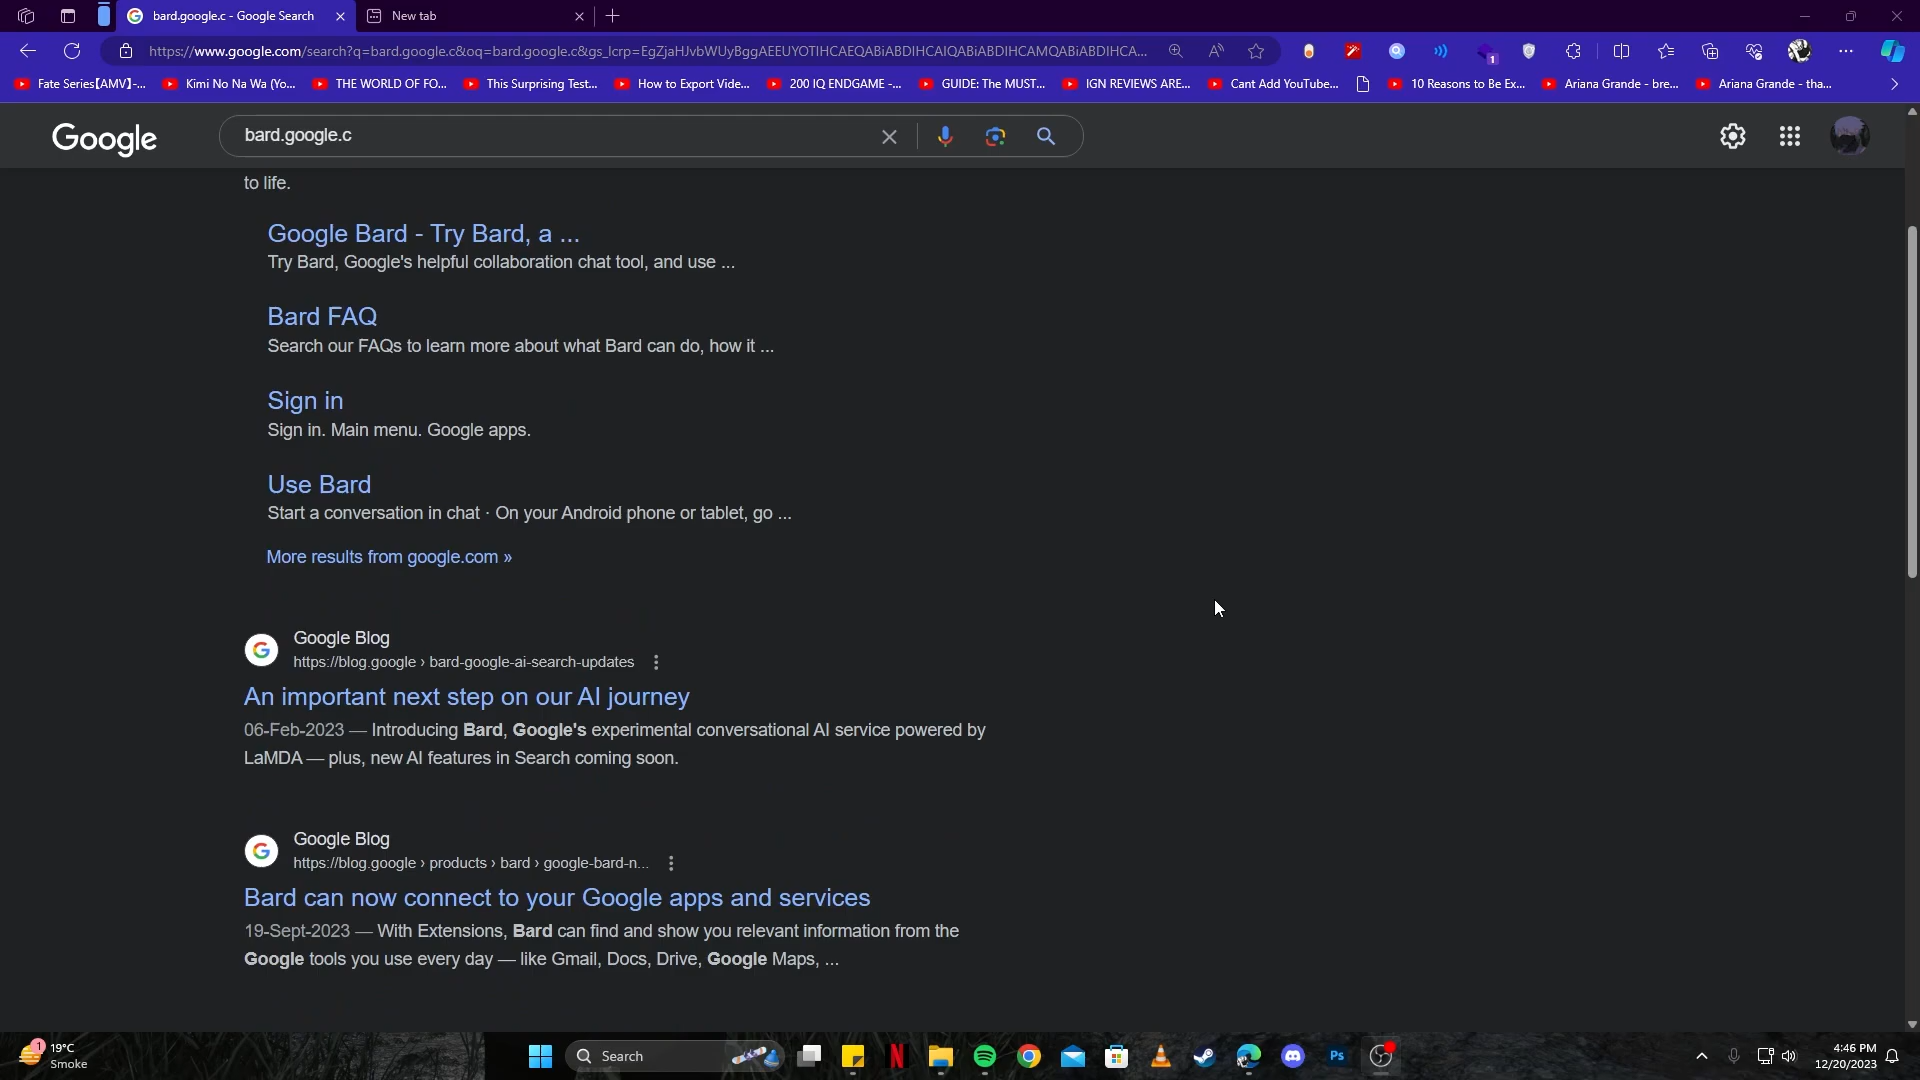 bard.google.c - Google Search
New tab
https://www.google.com/search?q=bard.google.c&oq=bard.google.c&gs_lcrp=EgZjaHJvbWUyBggAEEUYOTIHCAEQABiABDIHCAIQABiABDIHCAMQABiABDIHCA...
1
Fate Series【AMV】-... Kimi No Na Wa (Yo... THE WORLD OF FO... This Surprising Test... How to Export Vide... 200 IQ ENDGAME -... GUIDE: The MUST... IGN REVIEWS ARE... Cant Add YouTube... 10 Reasons to Be Ex... Ariana Grande - bre... Ariana Grande - tha...
Google
bard.google.c
to life.
Google Bard - Try Bard, a ...
Try Bard, Google's helpful collaboration chat tool, and use ...
Bard FAQ
Search our FAQs to learn more about what Bard can do, how it ...
Sign in
Sign in. Main menu. Google apps.
Use Bard
Start a conversation in chat · On your Android phone or tablet, go ...
More results from google.com »
Google Blog
https://blog.google › bard-google-ai-search-updates
An important next step on our AI journey
06-Feb-2023 — Introducing Bard, Google's experimental conversational AI service powered by
LaMDA — plus, new AI features in Search coming soon.
Google Blog
https://blog.google › products › bard › google-bard-n...
Bard can now connect to your Google apps and services
19-Sept-2023 — With Extensions, Bard can find and show you relevant information from the
Google tools you use every day — like Gmail, Docs, Drive, Google Maps, ...
1
19°C
Smoke
Search
Ps
4:46 PM
12/20/2023